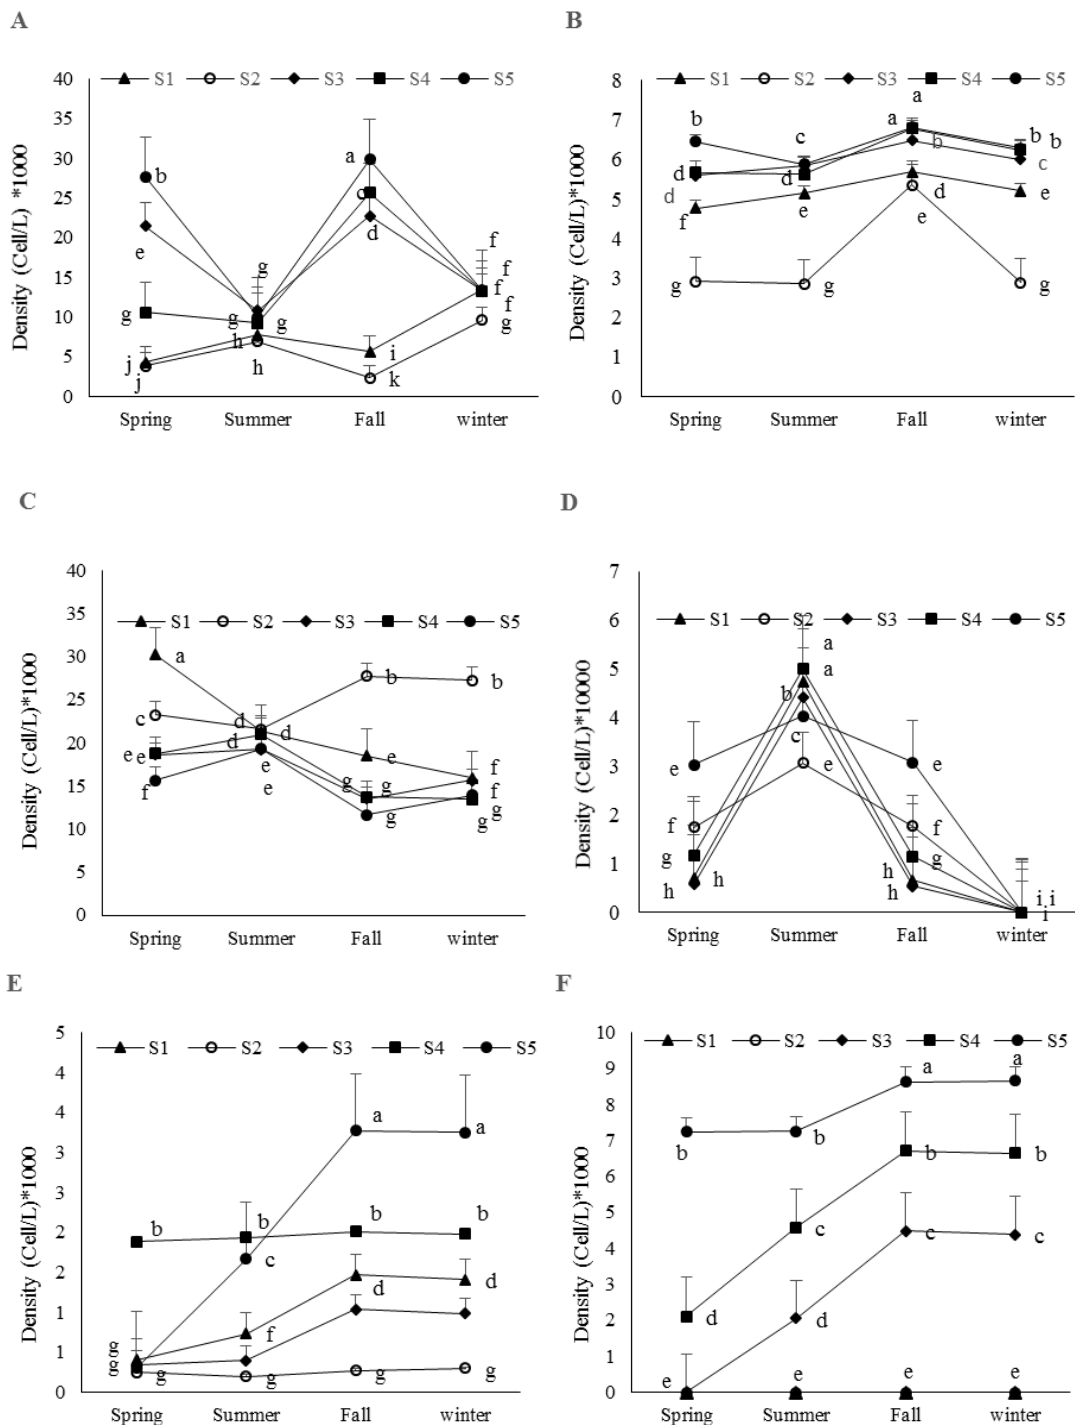 A
S1 S2 S3 S4 S5
40
35
30
25
20
15
10
5
0
Density (Cell/L) *1000
b
e
g
j
j
g
g
g
h
h
a
c
d
i
k
f
f
f
f
g
Spring Summer Fall winter
B
S1 S2 S3 S4 S5
8
7
6
5
4
3
2
1
0
Density (Cell/L)*1000
b
d
d
f
g
c
d
e
g
a
a
b
d
e
b
b
c
e
g
Spring Summer Fall winter
C
S1 S2 S3 S4 S5
40
35
30
25
20
15
10
5
0
Density (Cell/L)*1000
a
c
e
e
f
d
d
d
e
e
b
e
g
g
g
b
f
f
g
g
Spring Summer Fall winter
D
S1 S2 S3 S4 S5
7
6
5
4
3
2
1
0
Density (Cell/L)*10000
e
f
g
h
h
a
a
b
c
e
e
f
g
h
h
i,i
i
Spring Summer Fall winter
E
S1 S2 S3 S4 S5
5
4
4
3
3
2
2
1
1
0
Density (Cell/L)*1000
b
g
g
g
b
c
f
g
a
b
d
g
a
b
d
g
Spring Summer Fall winter
F
S1 S2 S3 S4 S5
10
9
8
7
6
5
4
3
2
1
0
Density (Cell/L)*1000
b
d
e
b
c
d
e
a
b
c
e
a
b
c
e
Spring Summer Fall winter